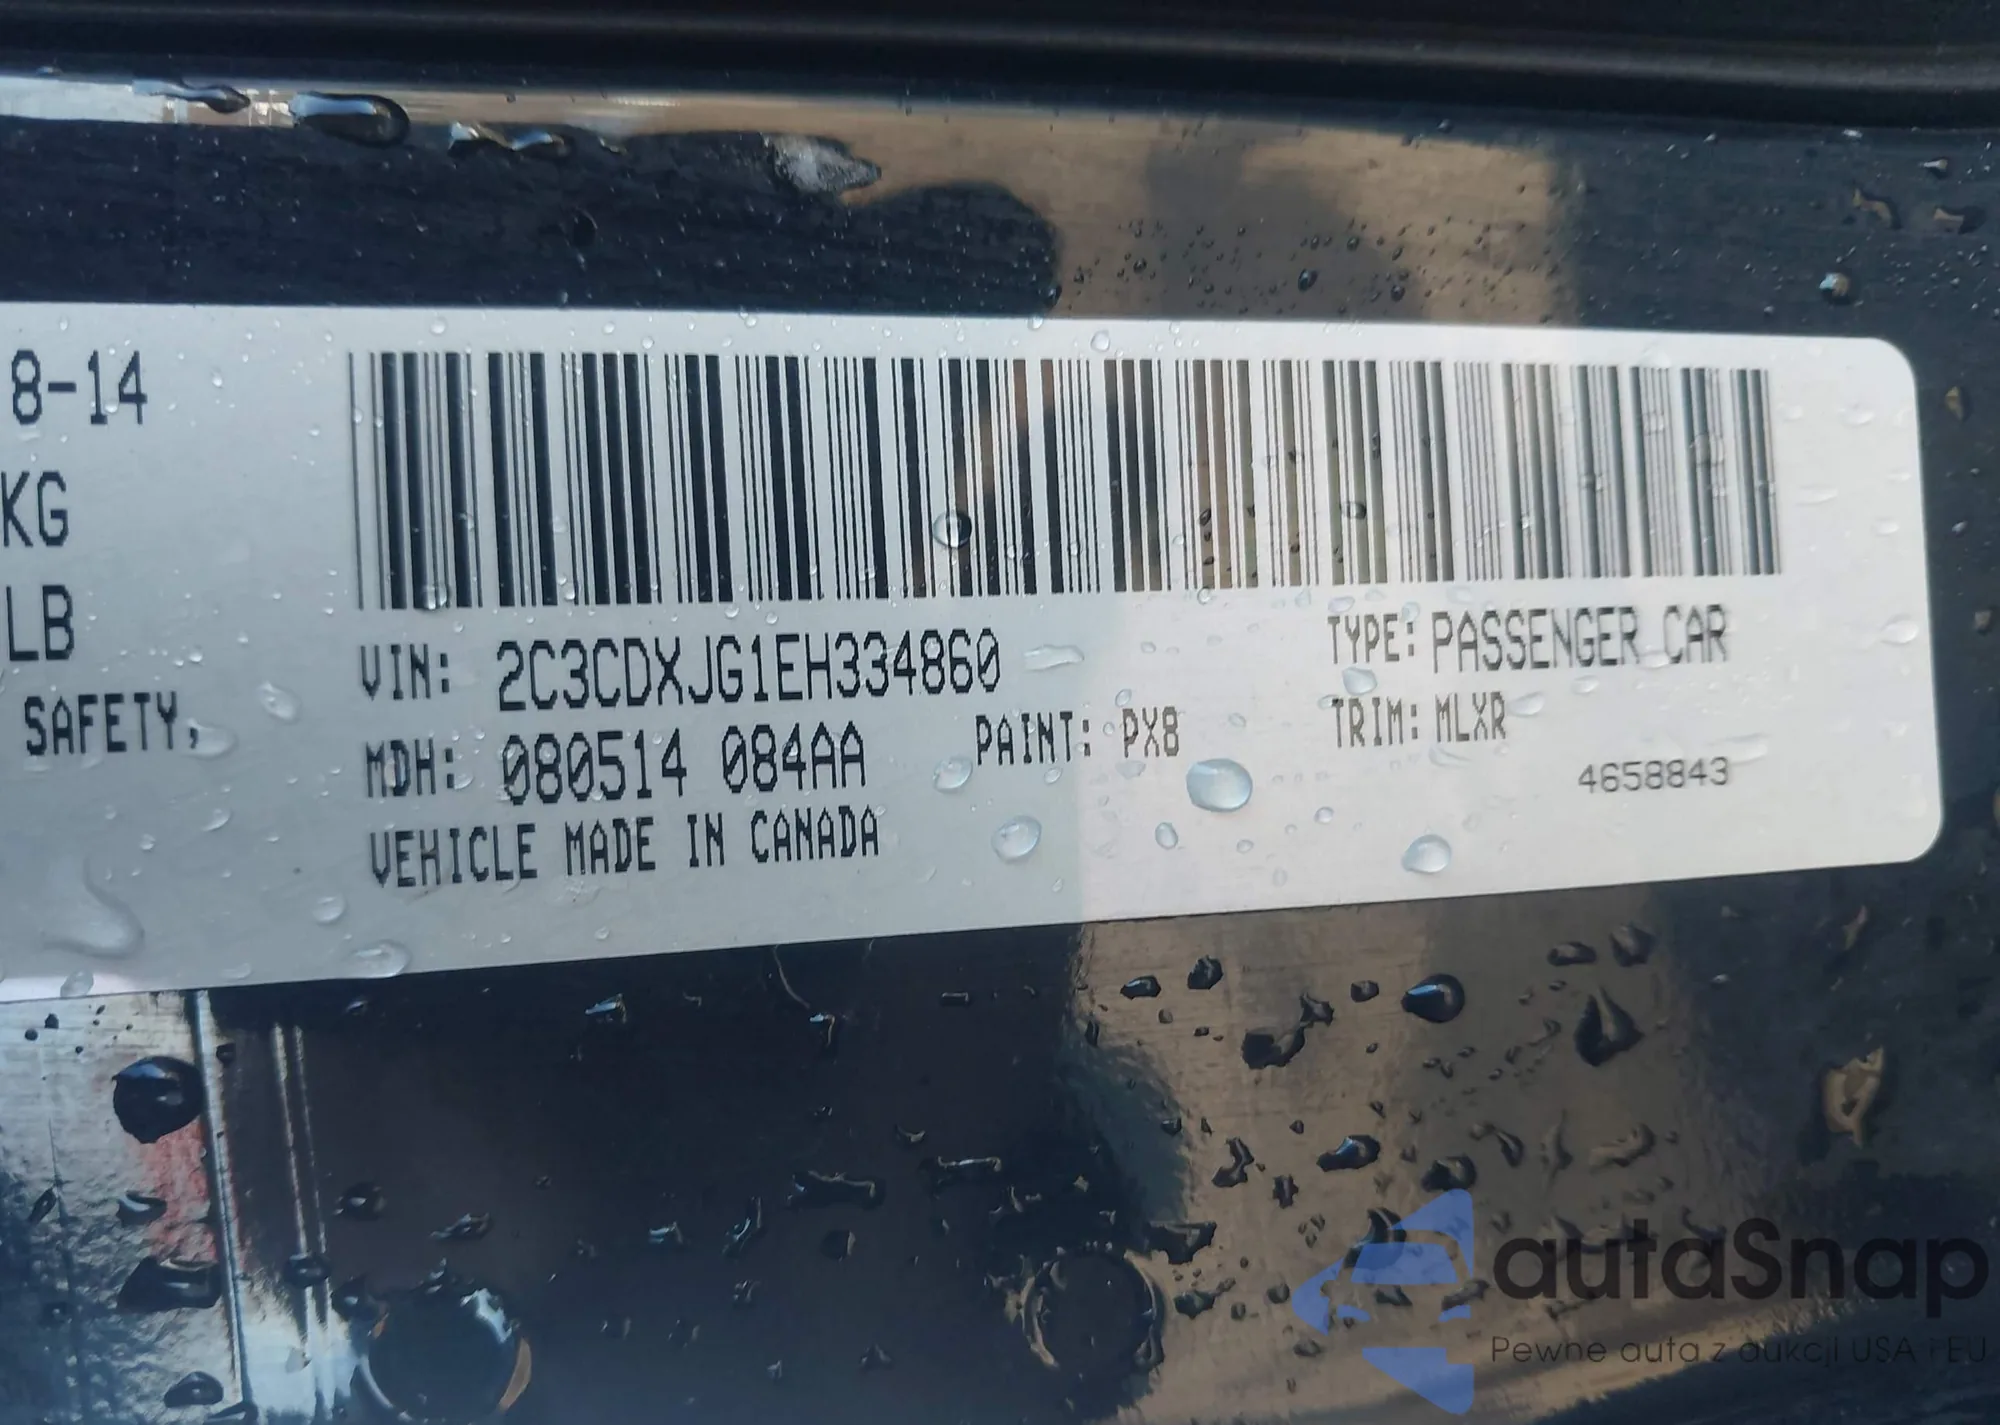 8-14
KG
LB
SAFETY,
VIN: 2C3CDXJG1EH334860
TYPE: PASSENGER CAR
MDH: 080514 084AA
PAINT: PX8
TRIM: MLXR
VEHICLE MADE IN CANADA
4658843
autaSnap
Pewne auta z aukcji USA i EU